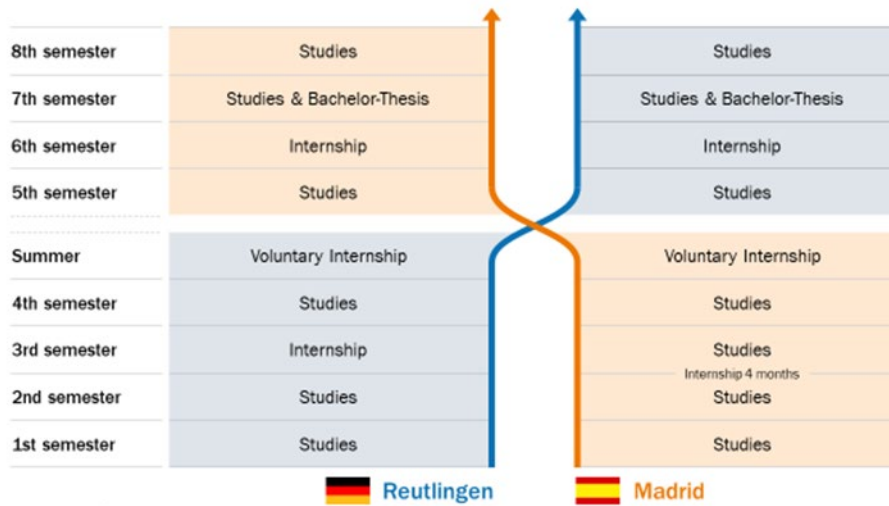 8th semester Studies Studies
7th semester Studies & Bachelor-Thesis Studies & Bachelor-Thesis
6th semester Internship Internship
5th semester Studies Studies
Summer Voluntary Internship Voluntary Internship
4th semester Studies Studies
3rd semester Internship Studies
Internship 4 months
2nd semester Studies Studies
1st semester Studies Studies
Reutlingen Madrid